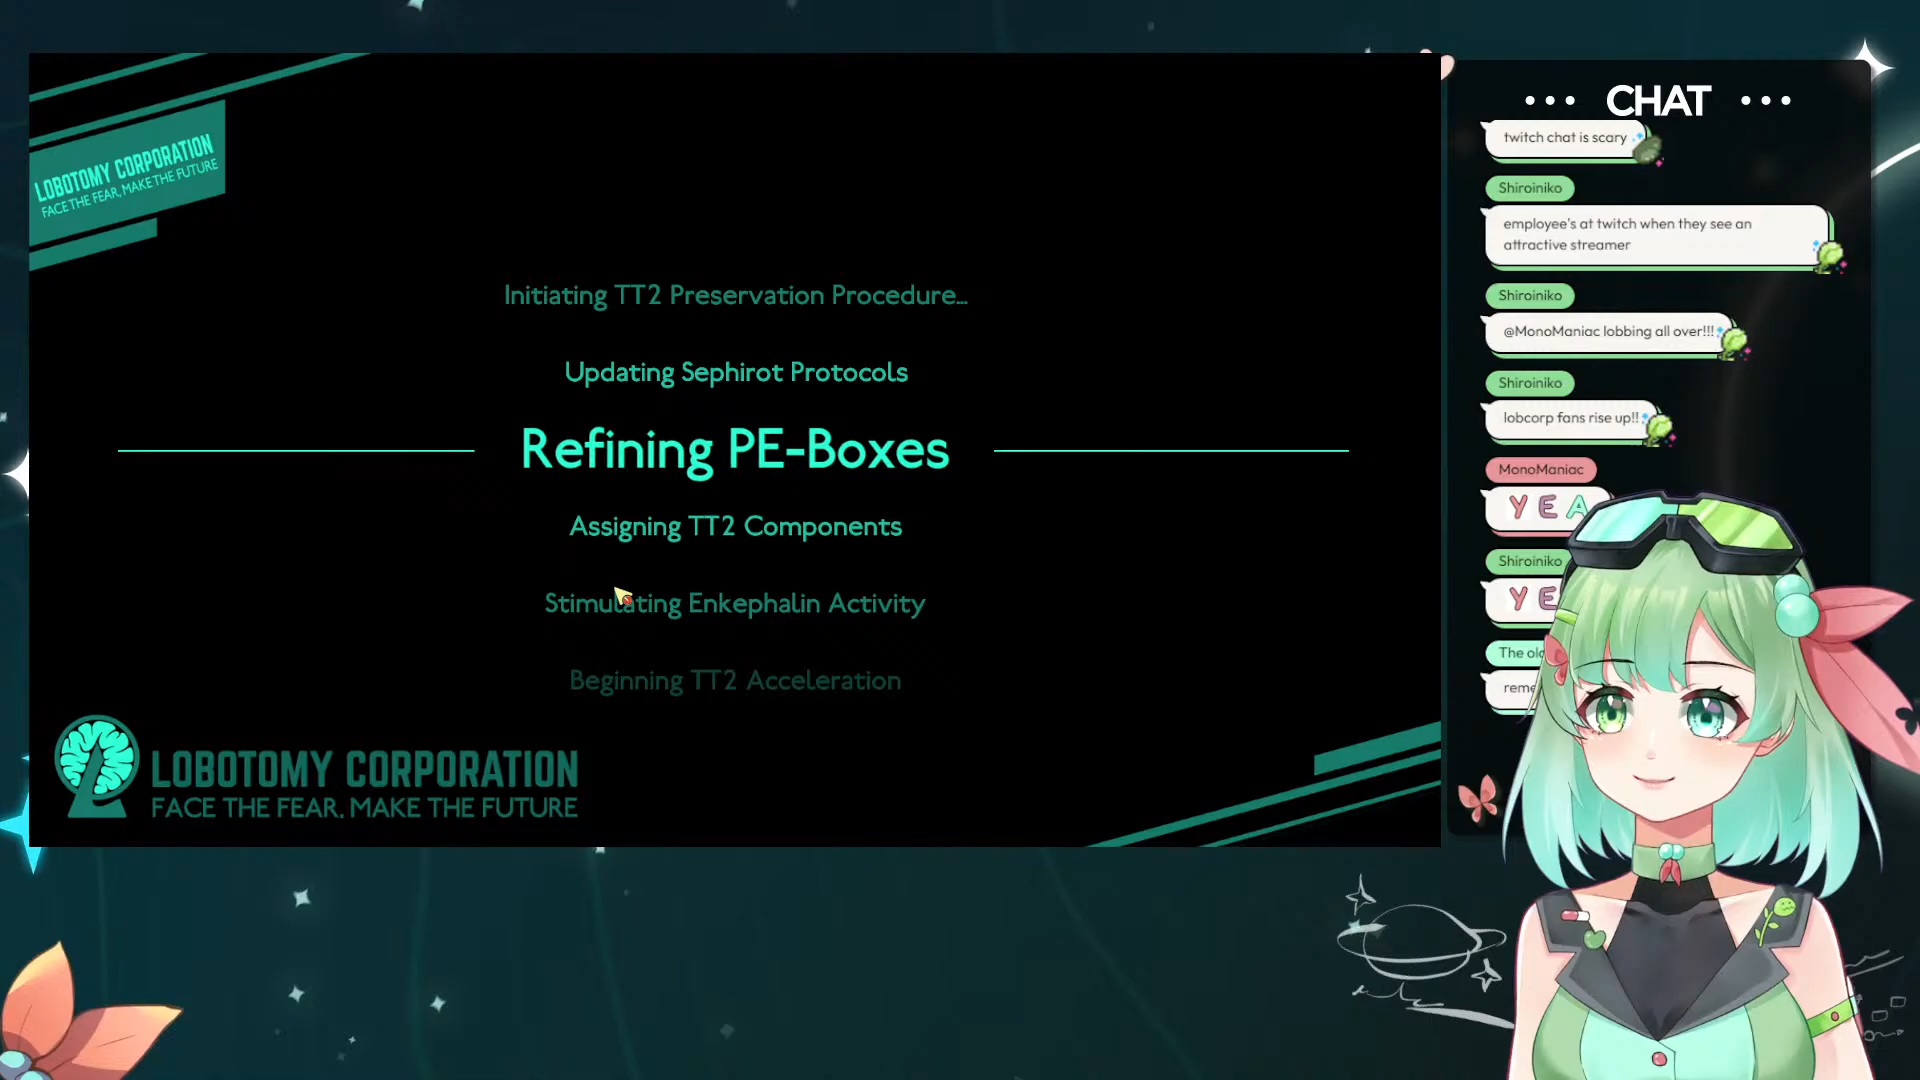 LOBOTOMY CORPORATION
FACE THE FEAR, MAKE THE FUTURE
Initiating TT2 Preservation Procedure...
Updating Sephirot Protocols
Refining PE-Boxes
Assigning TT2 Components
Stimulating Enkephalin Activity
Beginning TT2 Acceleration
LOBOTOMY CORPORATION
FACE THE FEAR, MAKE THE FUTURE
••• CHAT •••
twitch chat is scary
Shiroiniko
employee's at twitch when they see an
attractive streamer
Shiroiniko
@MonoManiac lobbing all over!!!
Shiroiniko
lobcorp fans rise up!!
MonoManiac
Y E A
Shiroiniko
Y E
The old
reme